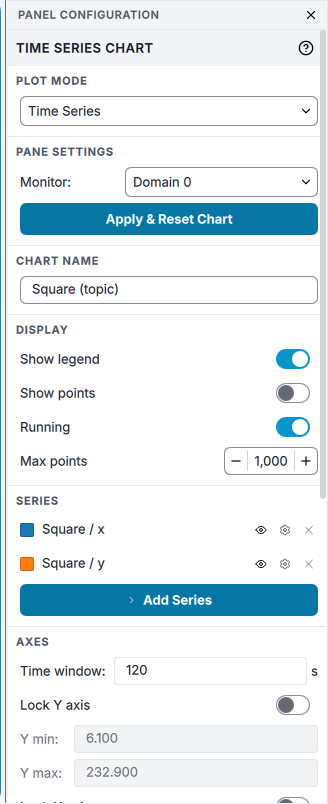 PANEL CONFIGURATION
TIME SERIES CHART
PLOT MODE
Time Series
PANE SETTINGS
Monitor: Domain 0
Apply & Reset Chart
CHART NAME
Square (topic)
DISPLAY
Show legend
Show points
Running
Max points 1,000
SERIES
Square / x
Square / y
Add Series
AXES
Time window: 120 s
Lock Y axis
Y min: 6.100
Y max: 232.900